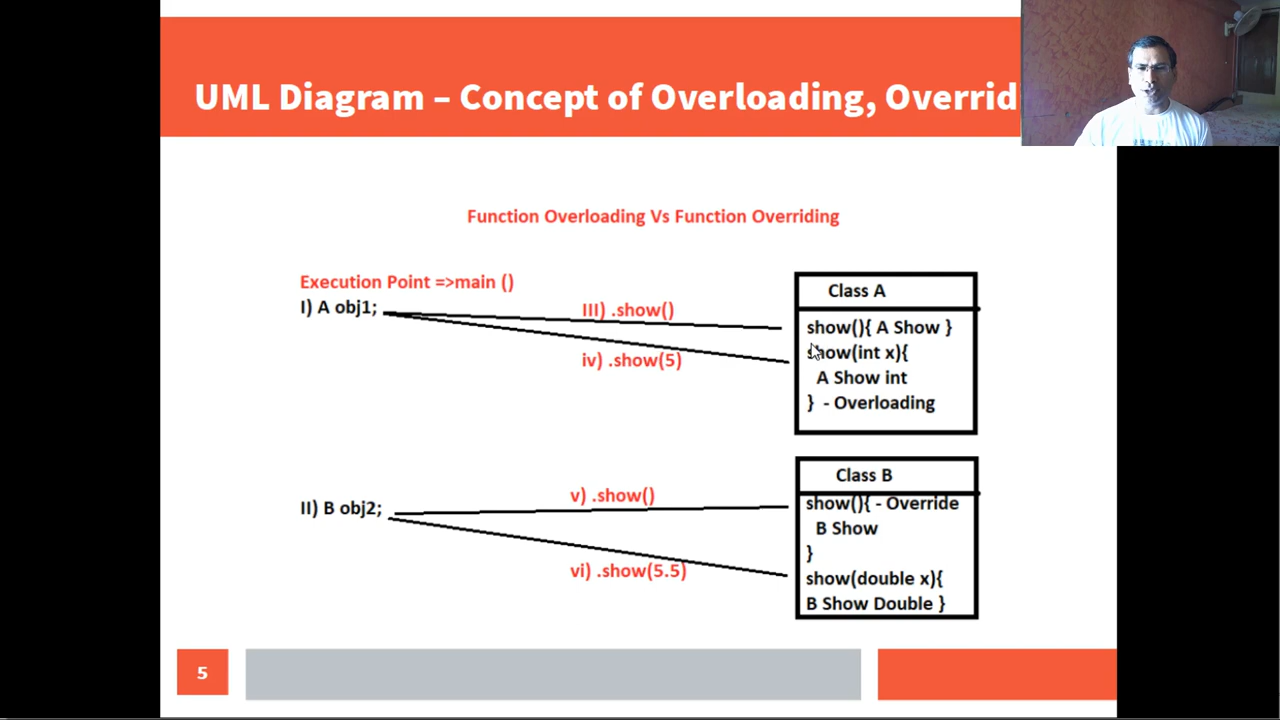 UML Diagram – Concept of Overloading, Overrid
Function Overloading Vs Function Overriding
Execution Point =>main ()
I) A obj1;
III) .show()
iv) .show(5)
Class A
show(){ A Show }
show(int x){
A Show int
} - Overloading
II) B obj2;
v) .show()
vi) .show(5.5)
Class B
show(){ - Override
B Show
}
show(double x){
B Show Double }
5